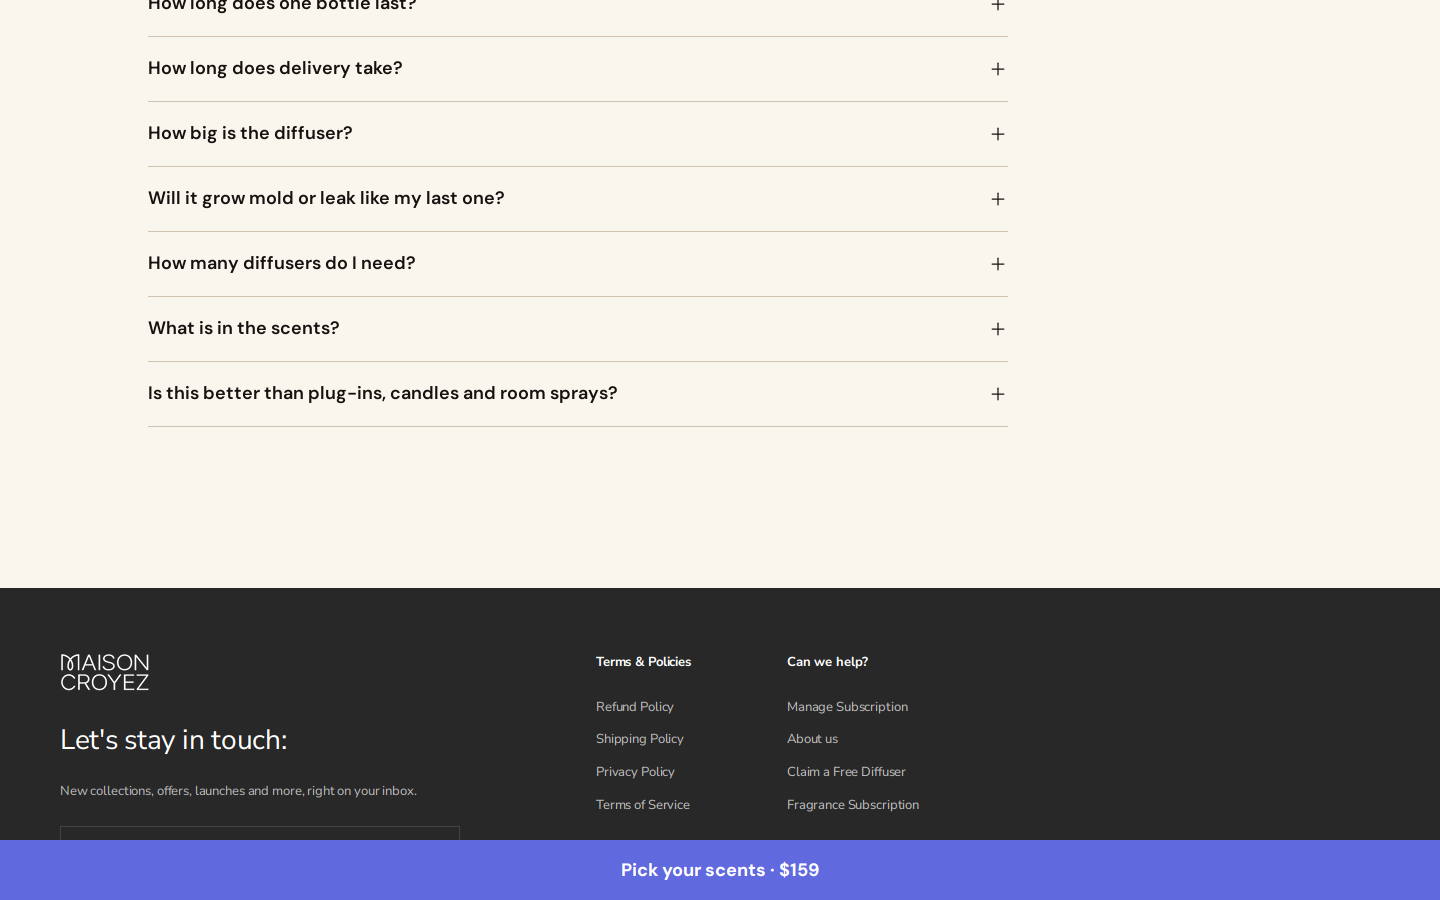 How long does one bottle last?
How long does delivery take?
How big is the diffuser?
Will it grow mold or leak like my last one?
How many diffusers do I need?
What is in the scents?
Is this better than plug-ins, candles and room sprays?
MAISON
CROYEZ
Let's stay in touch:
New collections, offers, launches and more, right on your inbox.
Terms & Policies
Refund Policy
Shipping Policy
Privacy Policy
Terms of Service
Can we help?
Manage Subscription
About us
Claim a Free Diffuser
Fragrance Subscription
Pick your scents · $159